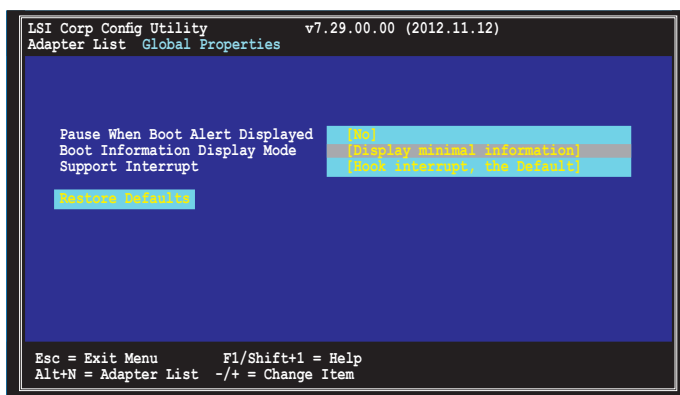 LSI Corp Config Utility v7.29.00.00 (2012.11.12)
Adapter List Global Properties
Pause When Boot Alert Displayed [No]
Boot Information Display Mode [Display minimal information]
Support Interrupt [Hook interrupt, the Default]
Restore Defaults
Esc = Exit Menu F1/Shift+1 = Help
Alt+N = Adapter List -/+ = Change Item